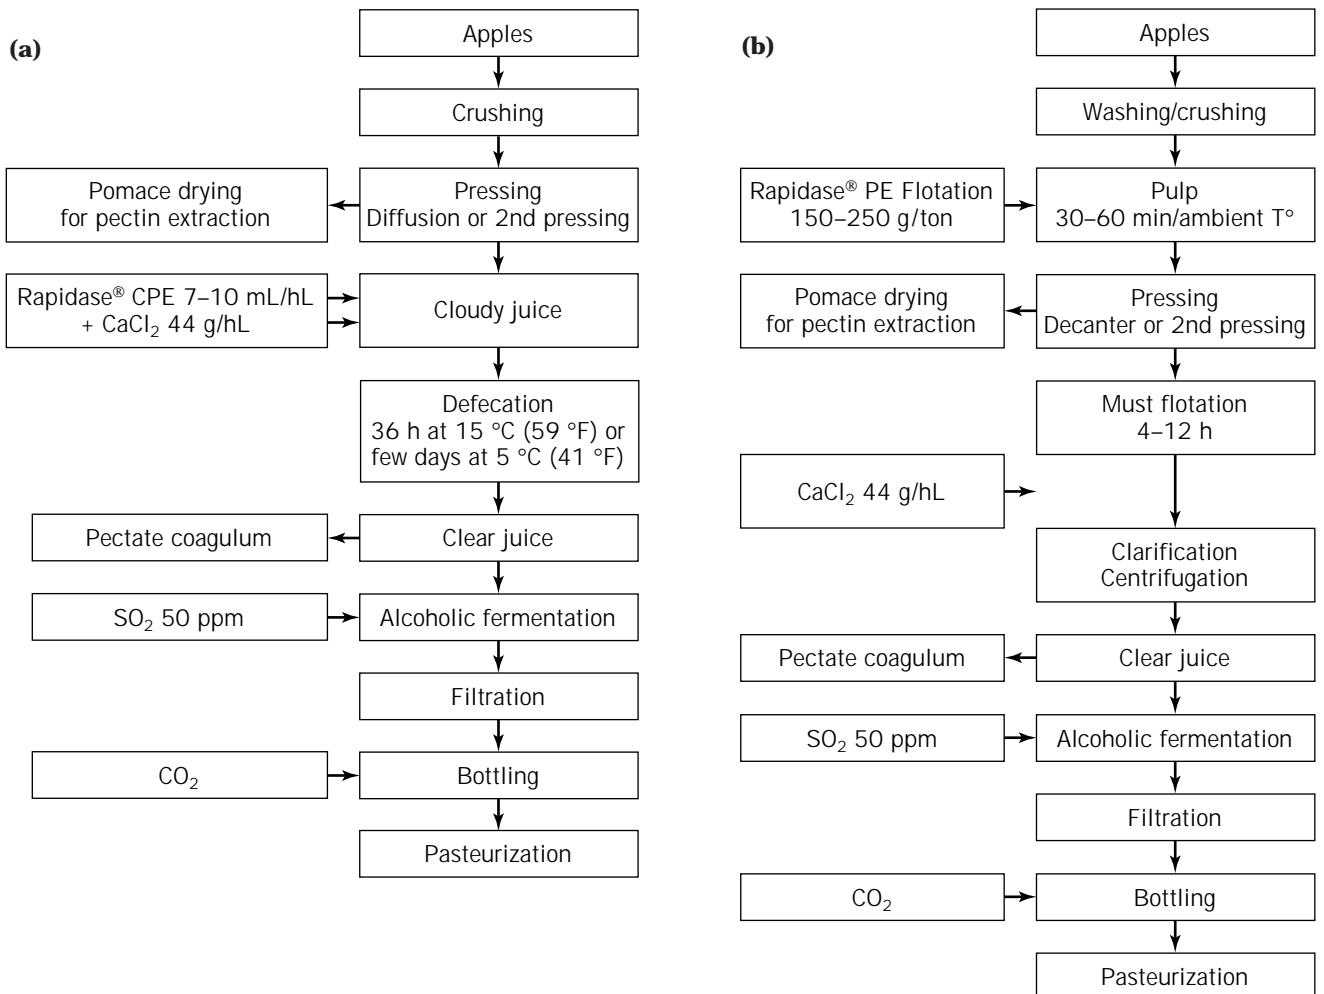 (a)
Apples
Crushing
Pomace drying
for pectin extraction
Pressing
Diffusion or 2nd pressing
Rapidase® CPE 7–10 mL/hL
+ CaCl₂ 44 g/hL
Cloudy juice
Defecation
36 h at 15 °C (59 °F) or
few days at 5 °C (41 °F)
Pectate coagulum
Clear juice
SO₂ 50 ppm
Alcoholic fermentation
Filtration
CO₂
Bottling
Pasteurization
(b)
Apples
Washing/crushing
Rapidase® PE Flotation
150–250 g/ton
Pulp
30–60 min/ambient T°
Pomace drying
for pectin extraction
Pressing
Decanter or 2nd pressing
Must flotation
4–12 h
CaCl₂ 44 g/hL
Clarification
Centrifugation
Pectate coagulum
Clear juice
SO₂ 50 ppm
Alcoholic fermentation
Filtration
CO₂
Bottling
Pasteurization